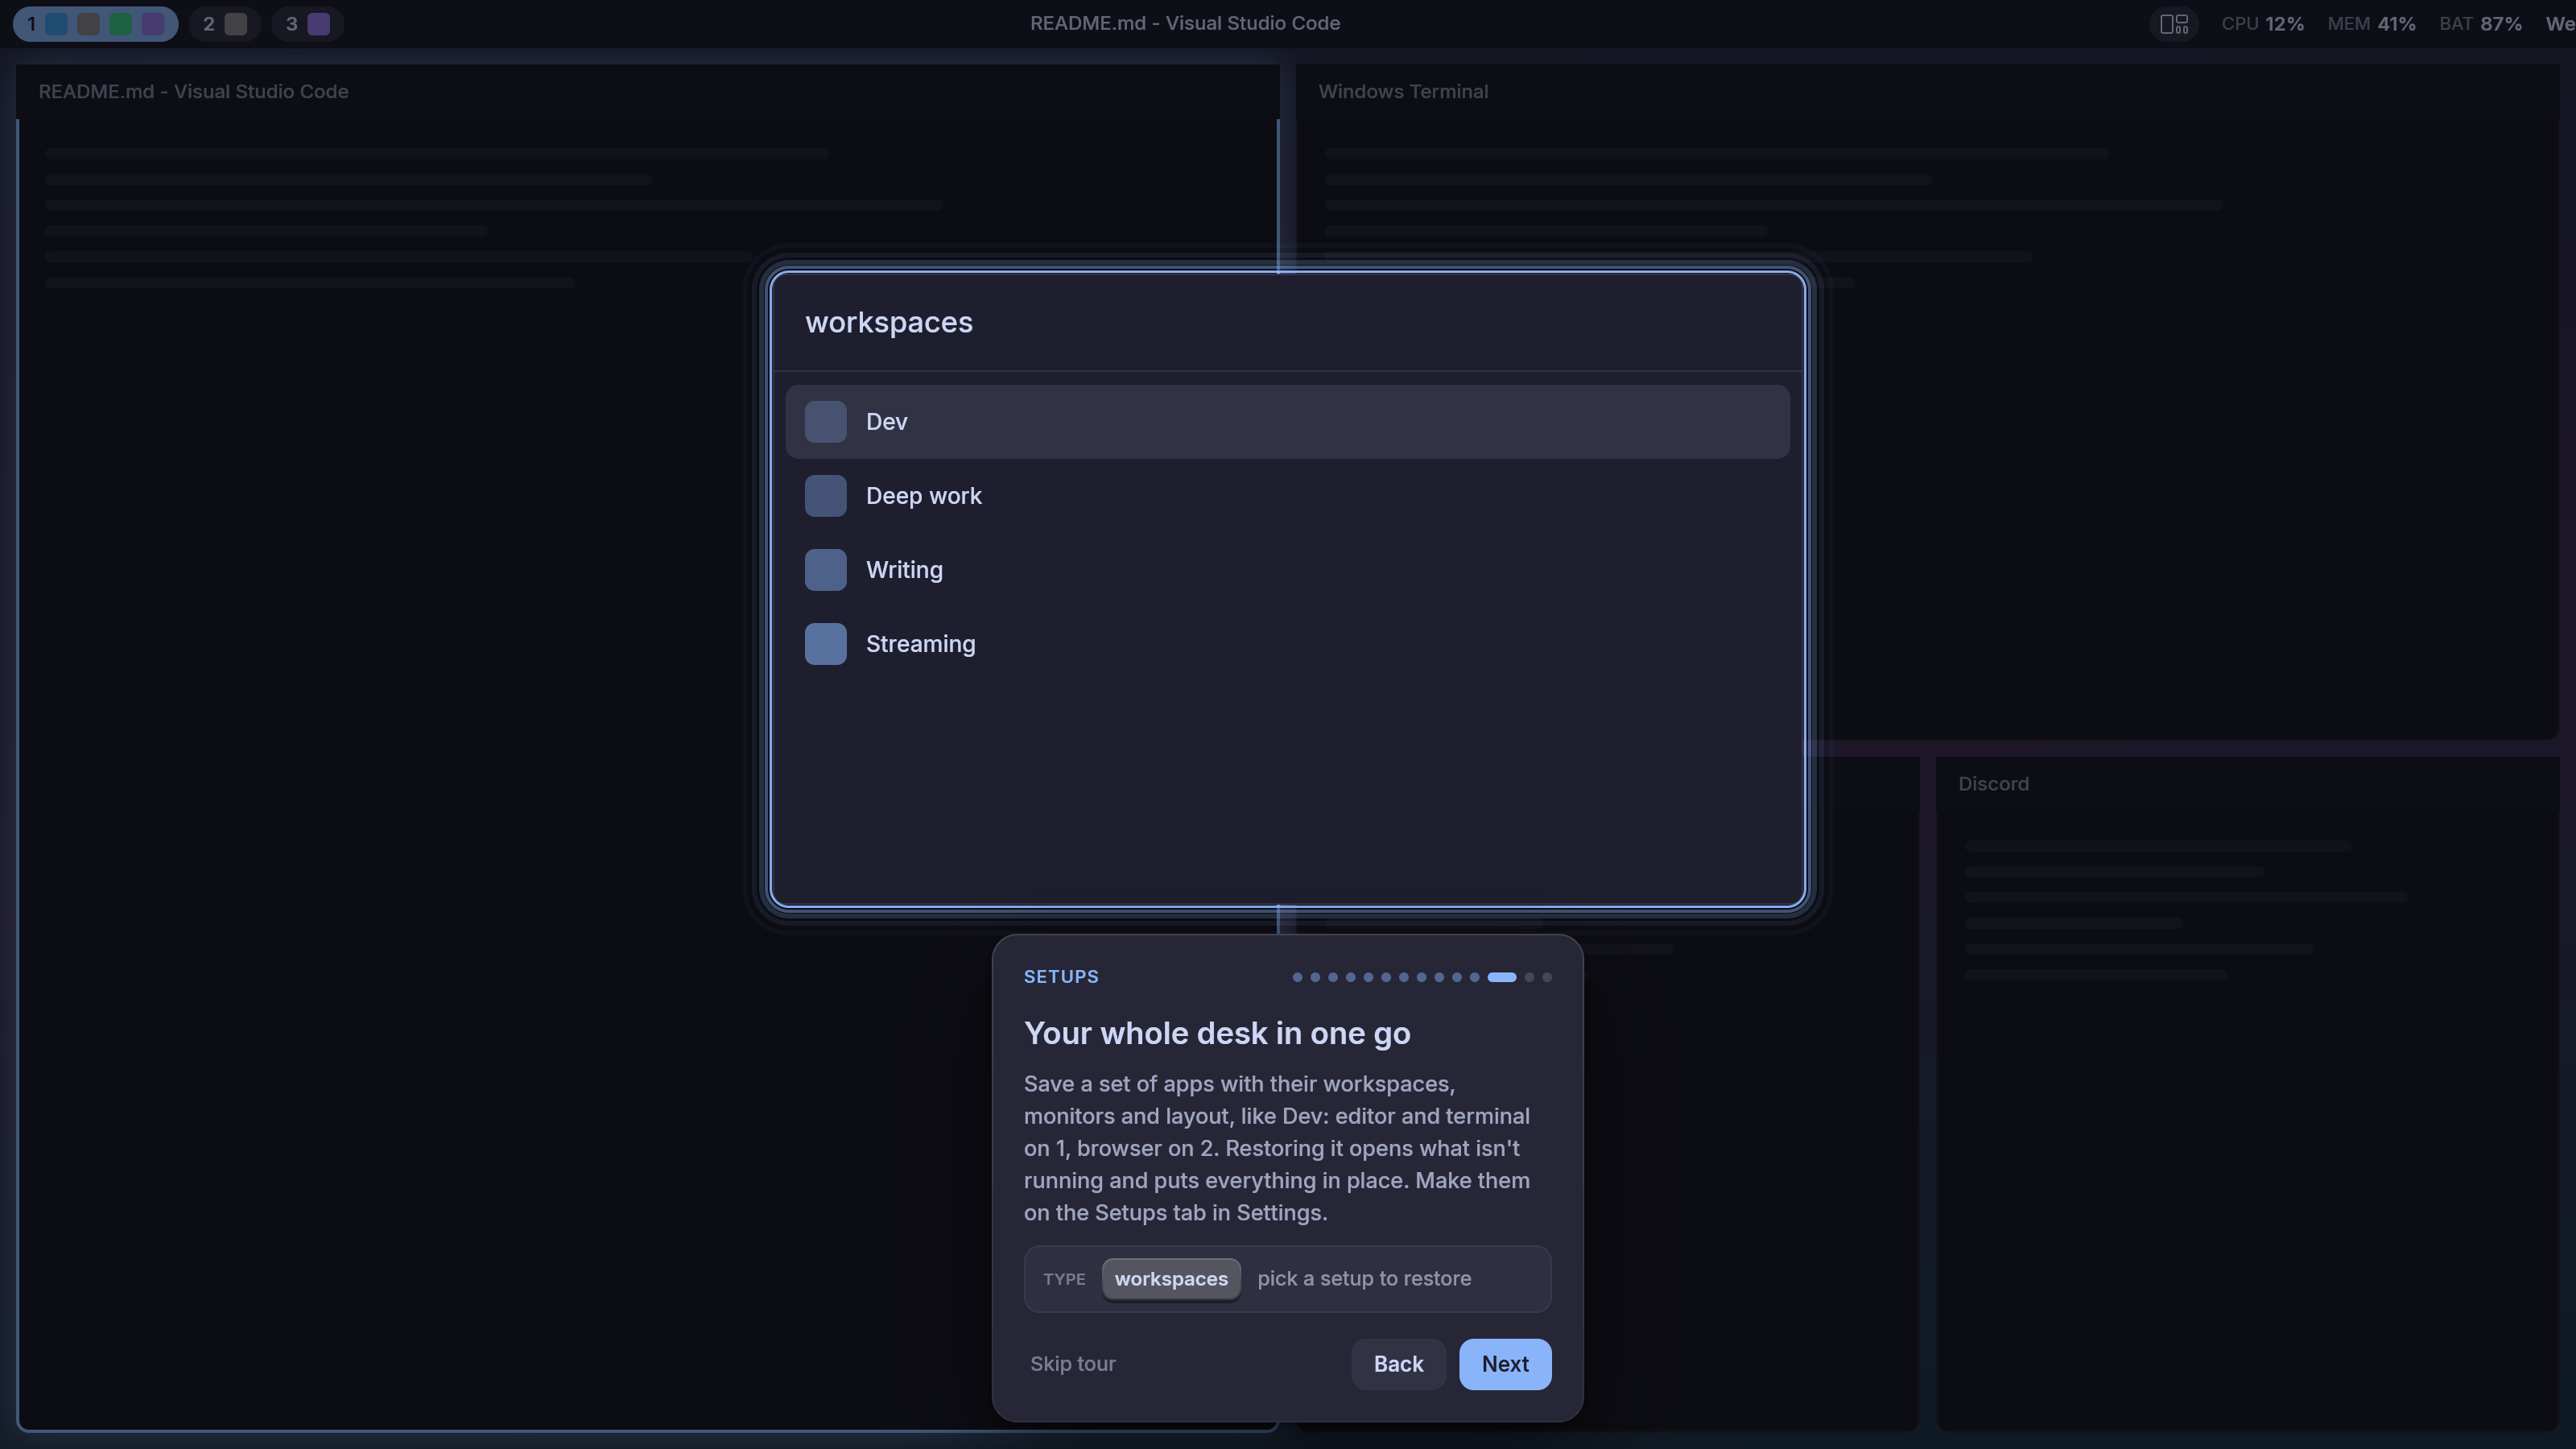 1
2
3
README.md - Visual Studio Code
CPU 12% MEM 41% BAT 87% We
README.md - Visual Studio Code
Windows Terminal
workspaces
Dev
Deep work
Writing
Streaming
Discord
SETUPS
Your whole desk in one go
Save a set of apps with their workspaces,
monitors and layout, like Dev: editor and terminal
on 1, browser on 2. Restoring it opens what isn't
running and puts everything in place. Make them
on the Setups tab in Settings.
TYPE workspaces pick a setup to restore
Skip tour
Back
Next